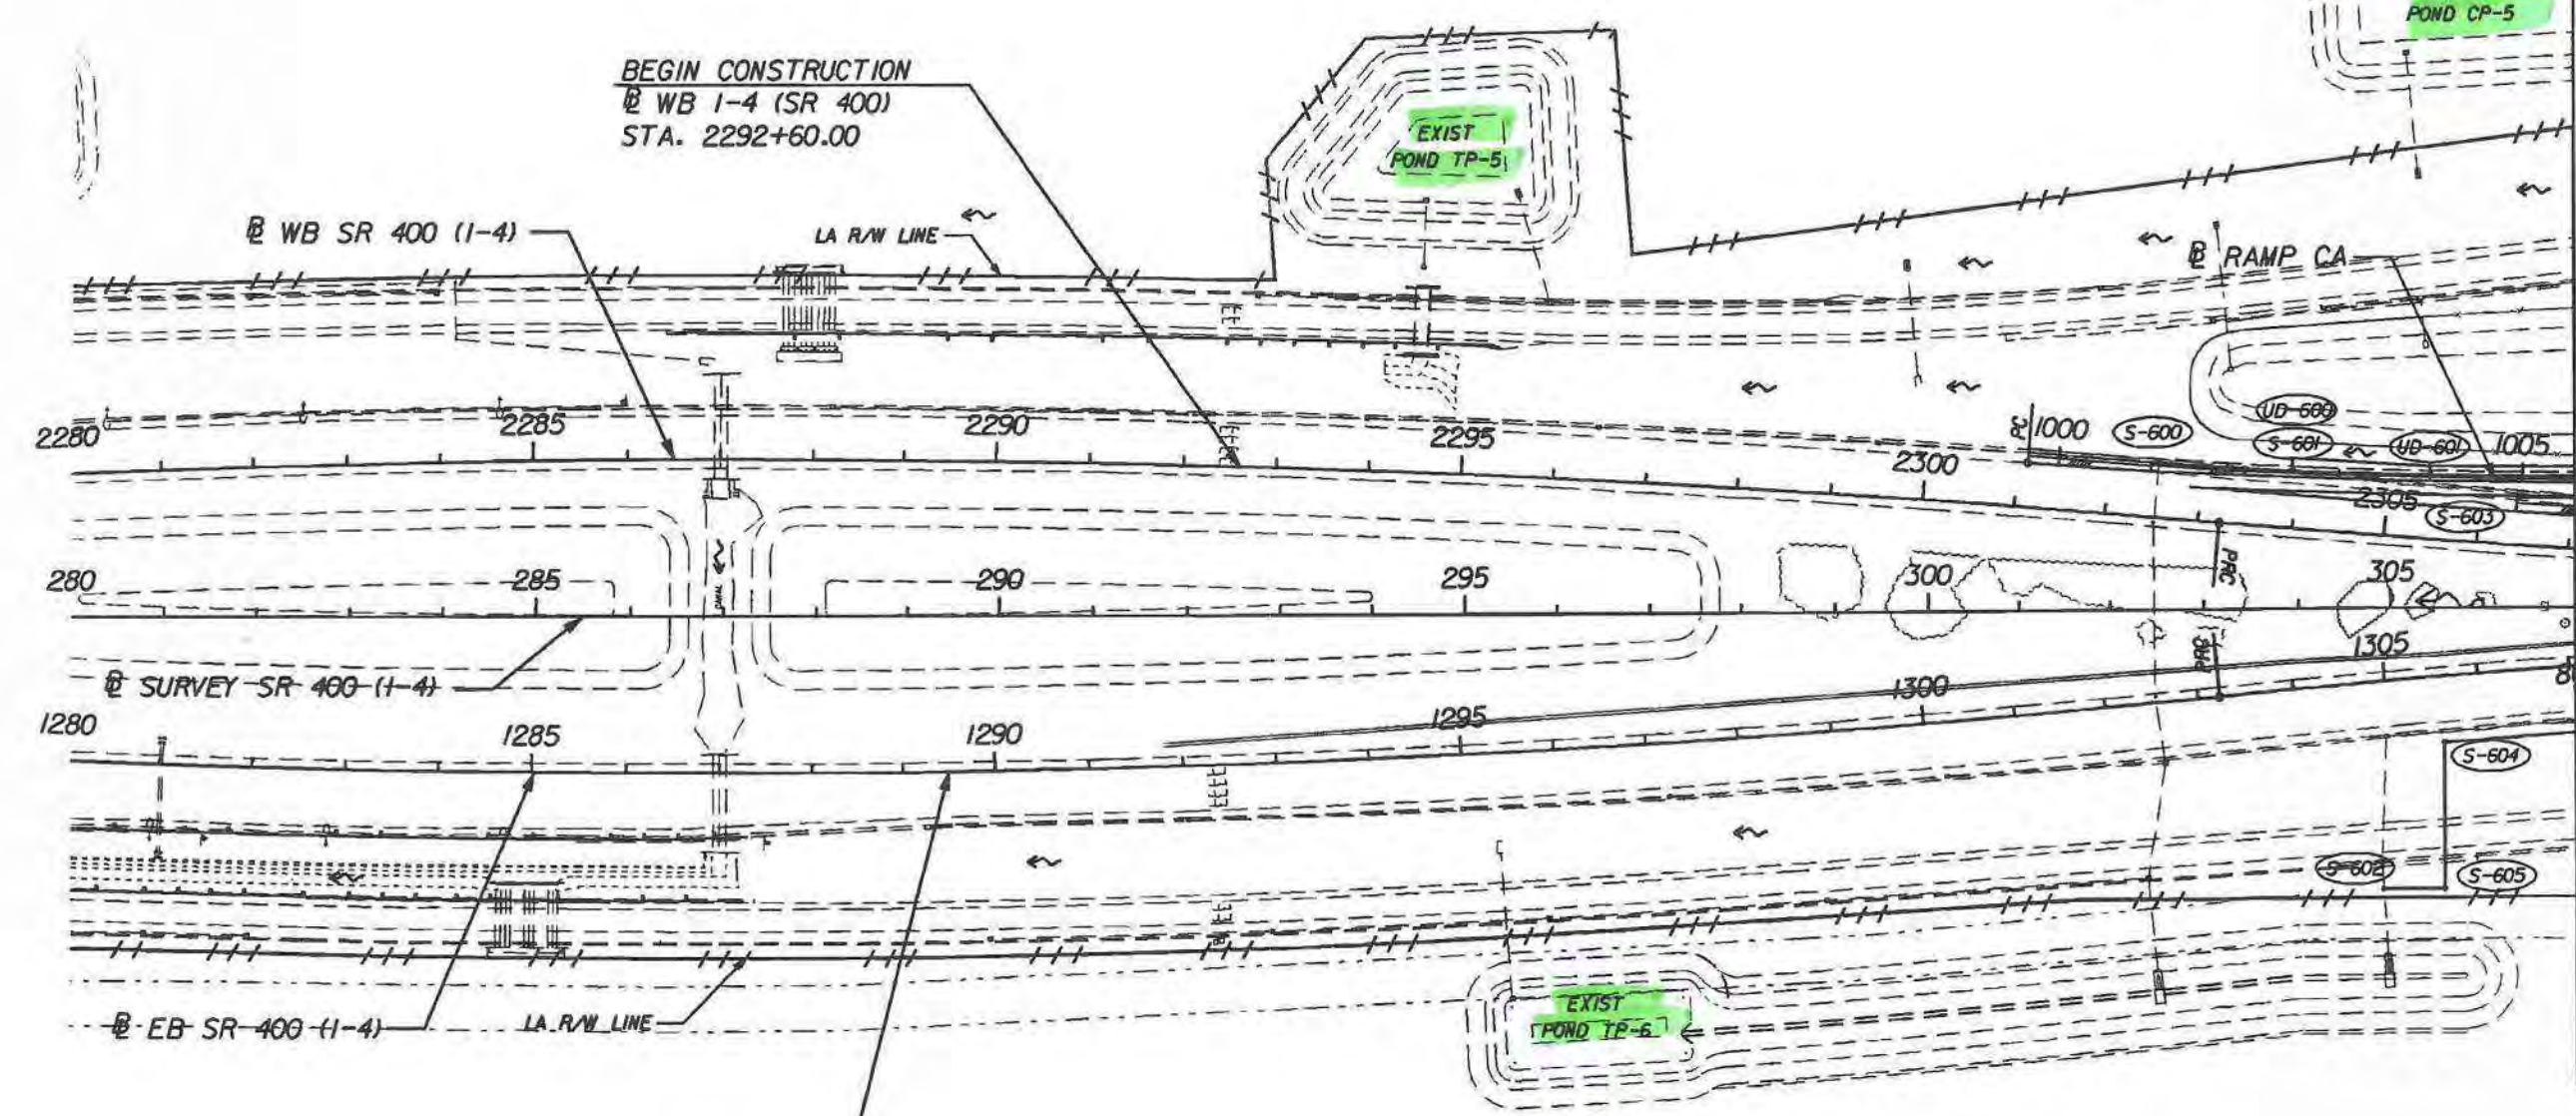 POND CP-5
BEGIN CONSTRUCTION
℄ WB I-4 (SR 400)
STA. 2292+60.00
EXIST
POND TP-5
℄ WB SR 400 (I-4)
LA R/W LINE
℄ RAMP CA
2280
2285
2290
2295
2300
2305
1000
1005
S-600
UD-600
S-601
UD-601
S-603
280
285
290
295
300
305
CANAL
PRC
PRC
℄ SURVEY SR 400 (I-4)
1280
1285
1290
1295
1300
1305
S-604
S-602
S-605
℄ EB SR 400 (I-4)
LA R/W LINE
EXIST
POND TP-6